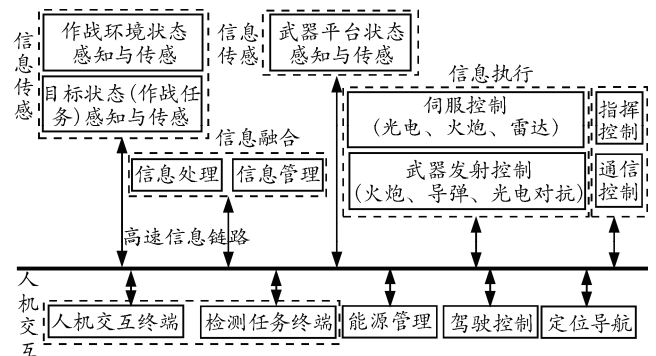 信息传感
作战环境状态
感知与传感
目标状态(作战任
务)感知与传感
信息传感
武器平台状态
感知与传感
信息执行
伺服控制
(光电、火炮、雷达)
武器发射控制
(火炮、导弹、光电对抗)
指挥
控制
通信
控制
信息融合
信息处理
信息管理
高速信息链路
人机交互
人机交互终端
检测任务终端
能源管理
驾驶控制
定位导航